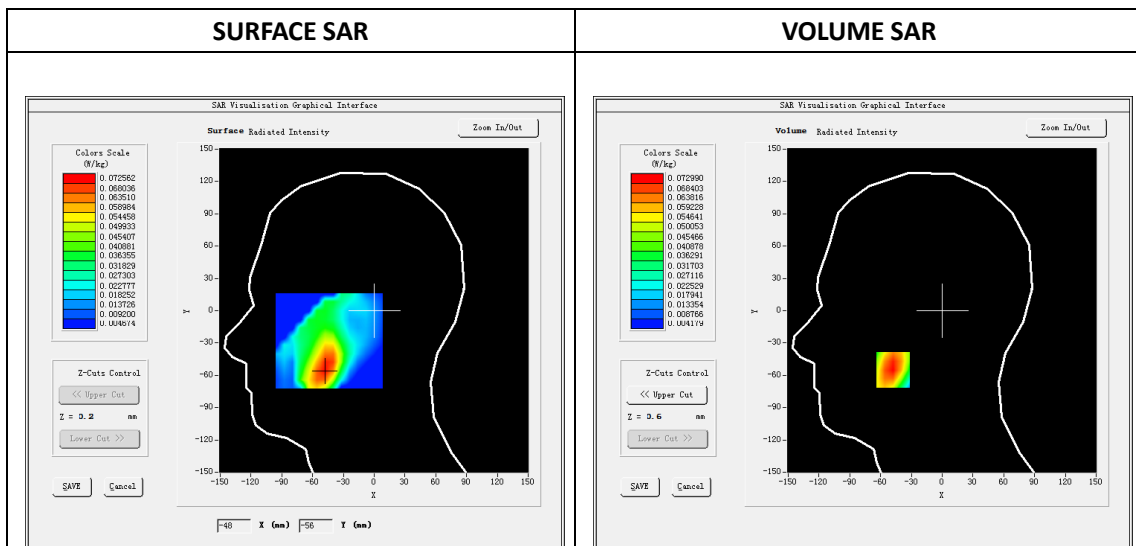 SURFACE SAR
VOLUME SAR
SAR Visualisation Graphical Interface
Surface Radiated Intensity
Zoom In/Out
Colors Scale
(W/kg)
0.072562
0.068036
0.063510
0.058984
0.054458
0.049933
0.045407
0.040881
0.036355
0.031829
0.027303
0.022777
0.018252
0.013726
0.009200
0.004674
Z-Cuts Control
<< Upper Cut
Z = 0.2 mm
Lower Cut >>
SAVE Cancel
150
120
90
60
30
0
-30
-60
-90
-120
-150
Y
-150 -120 -90 -60 -30 0 30 60 90 120 150
X
-48 X (mm) -56 Y (mm)
SAR Visualisation Graphical Interface
Volume Radiated Intensity
Zoom In/Out
Colors Scale
(W/kg)
0.072990
0.068403
0.063816
0.059228
0.054641
0.050053
0.045466
0.040878
0.036291
0.031703
0.027116
0.022529
0.017941
0.013354
0.008766
0.004179
Z-Cuts Control
<< Upper Cut
Z = 0.6 mm
Lower Cut >>
SAVE Cancel
150
120
90
60
30
0
-30
-60
-90
-120
-150
Y
-150 -120 -90 -60 -30 0 30 60 90 120 150
X